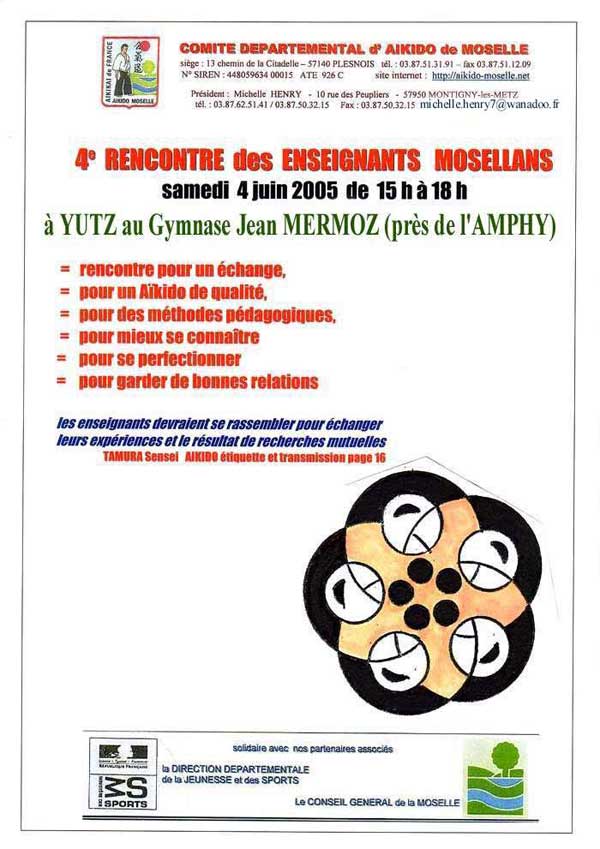 COMITE DEPARTEMENTAL d' AIKIDO de MOSELLE
siège : 13 chemin de la Citadelle – 57140 PLESNOIS – tél. : 03.87.51.31.91 – fax 03.87.51.12.09
N° SIREN : 448059634 00015 ATE 926 C site internet : http://aikido-moselle.net
Président : Michelle HENRY - 10 rue des Peupliers - 57950 MONTIGNY-les-METZ
tél. : 03.87.62.51.41 / 03.87.50.32.15 Fax : 03.87.50.32.15 michelle.henry7@wanadoo.fr
AIKIKAI de FRANCE
AIKIDO MOSELLE
4e RENCONTRE des ENSEIGNANTS MOSELLANS
samedi 4 juin 2005 de 15 h à 18 h
à YUTZ au Gymnase Jean MERMOZ (près de l'AMPHY)
= rencontre pour un échange,
= pour un Aïkido de qualité,
= pour des méthodes pédagogiques,
= pour mieux se connaître
= pour se perfectionner
= pour garder de bonnes relations
les enseignants devraient se rassembler pour échanger
leurs expériences et le résultat de recherches mutuelles
TAMURA Sensei AIKIDO étiquette et transmission page 16
solidaire avec nos partenaires associés
RÉPUBLIQUE FRANÇAISE
SPORTS
la DIRECTION DEPARTEMENTALE
de la JEUNESSE et des SPORTS
Le CONSEIL GENERAL de la MOSELLE